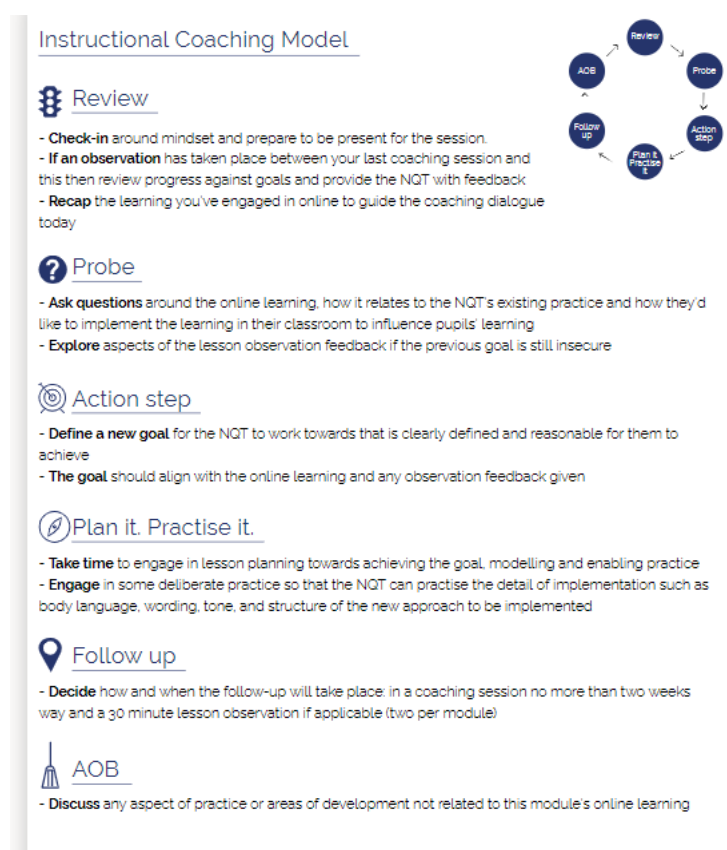 Instructional Coaching Model
Review
Probe
Action
step
Plan it
Practise
it
Follow
up
AOB
Review
- Check-in around mindset and prepare to be present for the session.
- If an observation has taken place between your last coaching session and
this then review progress against goals and provide the NQT with feedback
- Recap the learning you've engaged in online to guide the coaching dialogue
today
Probe
- Ask questions around the online learning, how it relates to the NQT's existing practice and how they'd
like to implement the learning in their classroom to influence pupils' learning
- Explore aspects of the lesson observation feedback if the previous goal is still insecure
Action step
- Define a new goal for the NQT to work towards that is clearly defined and reasonable for them to
achieve
- The goal should align with the online learning and any observation feedback given
Plan it. Practise it.
- Take time to engage in lesson planning towards achieving the goal, modelling and enabling practice
- Engage in some deliberate practice so that the NQT can practise the detail of implementation such as
body language, wording, tone, and structure of the new approach to be implemented
Follow up
- Decide how and when the follow-up will take place: in a coaching session no more than two weeks
way and a 30 minute lesson observation if applicable (two per module)
AOB
- Discuss any aspect of practice or areas of development not related to this module's online learning